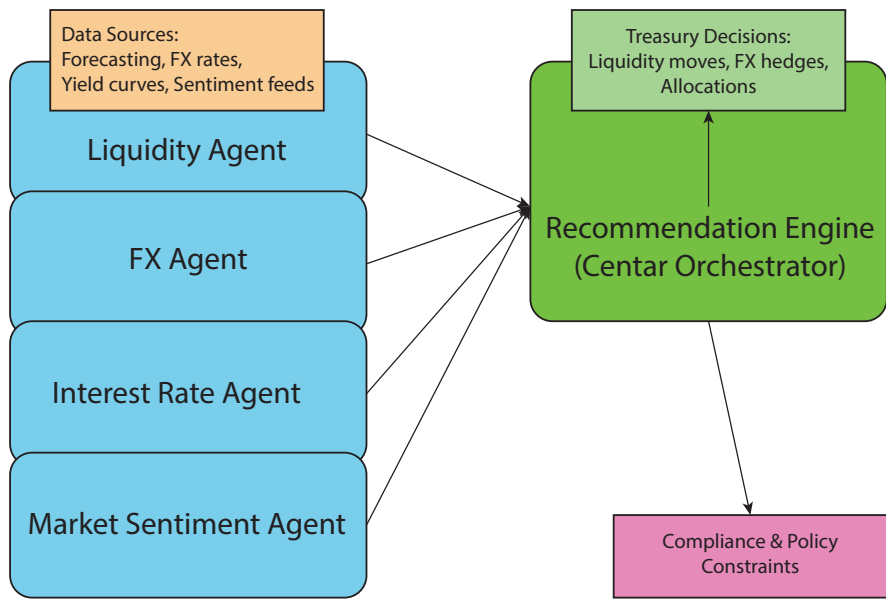 Data Sources:
Forecasting, FX rates,
Yield curves, Sentiment feeds
Liquidity Agent
FX Agent
Interest Rate Agent
Market Sentiment Agent
Treasury Decisions:
Liquidity moves, FX hedges,
Allocations
Recommendation Engine
(Centar Orchestrator)
Compliance & Policy
Constraints